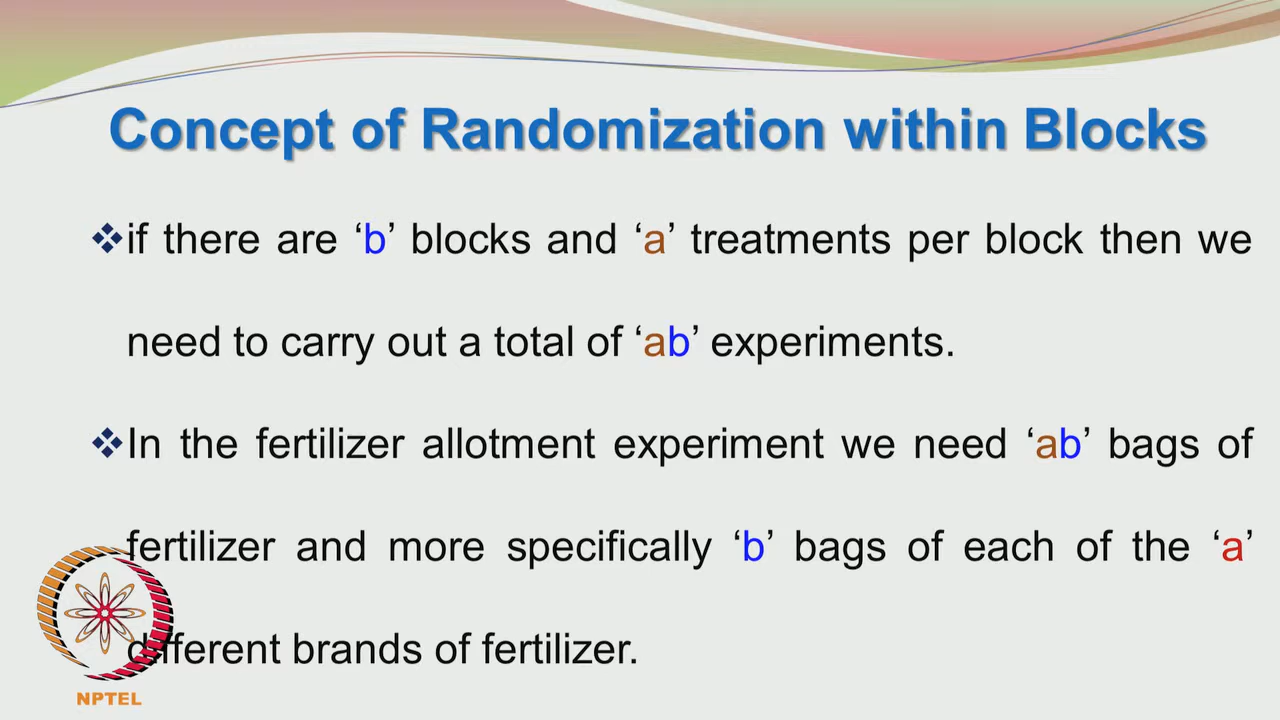 Concept of Randomization within Blocks
❖if there are ‘b’ blocks and ‘a’ treatments per block then we
need to carry out a total of ‘ab’ experiments.
❖In the fertilizer allotment experiment we need ‘ab’ bags of
fertilizer and more specifically ‘b’ bags of each of the ‘a’
different brands of fertilizer.
NPTEL